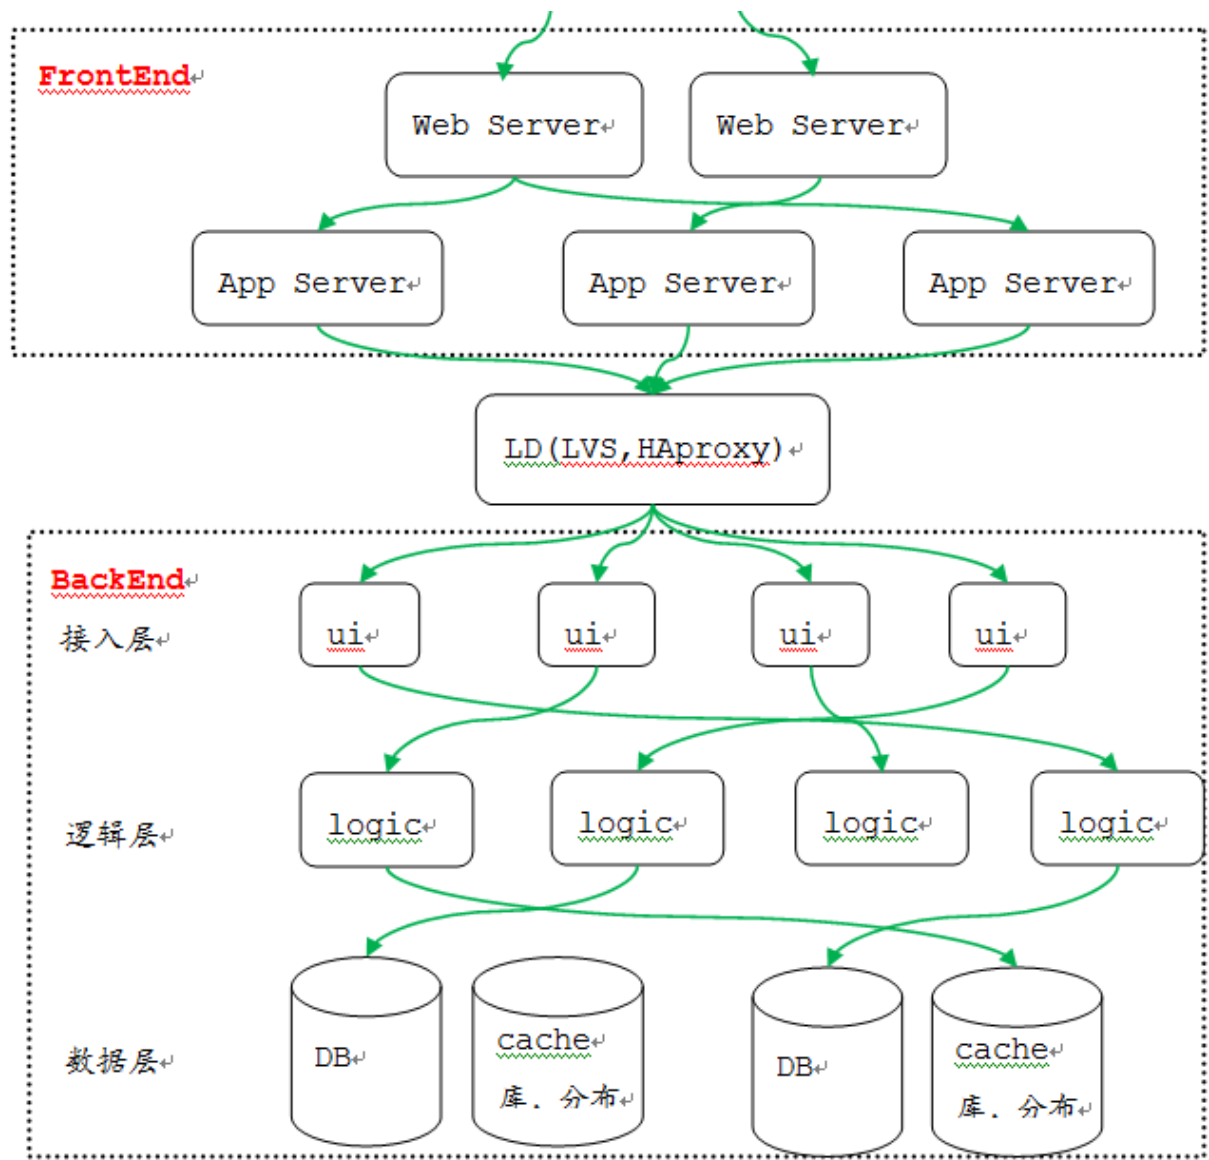 FrontEnd
Web Server
Web Server
App Server
App Server
App Server
LD(LVS,HAproxy)
BackEnd
接入层
ui
ui
ui
ui
逻辑层
logic
logic
logic
logic
数据层
DB
cache
库.分布
DB
cache
库.分布